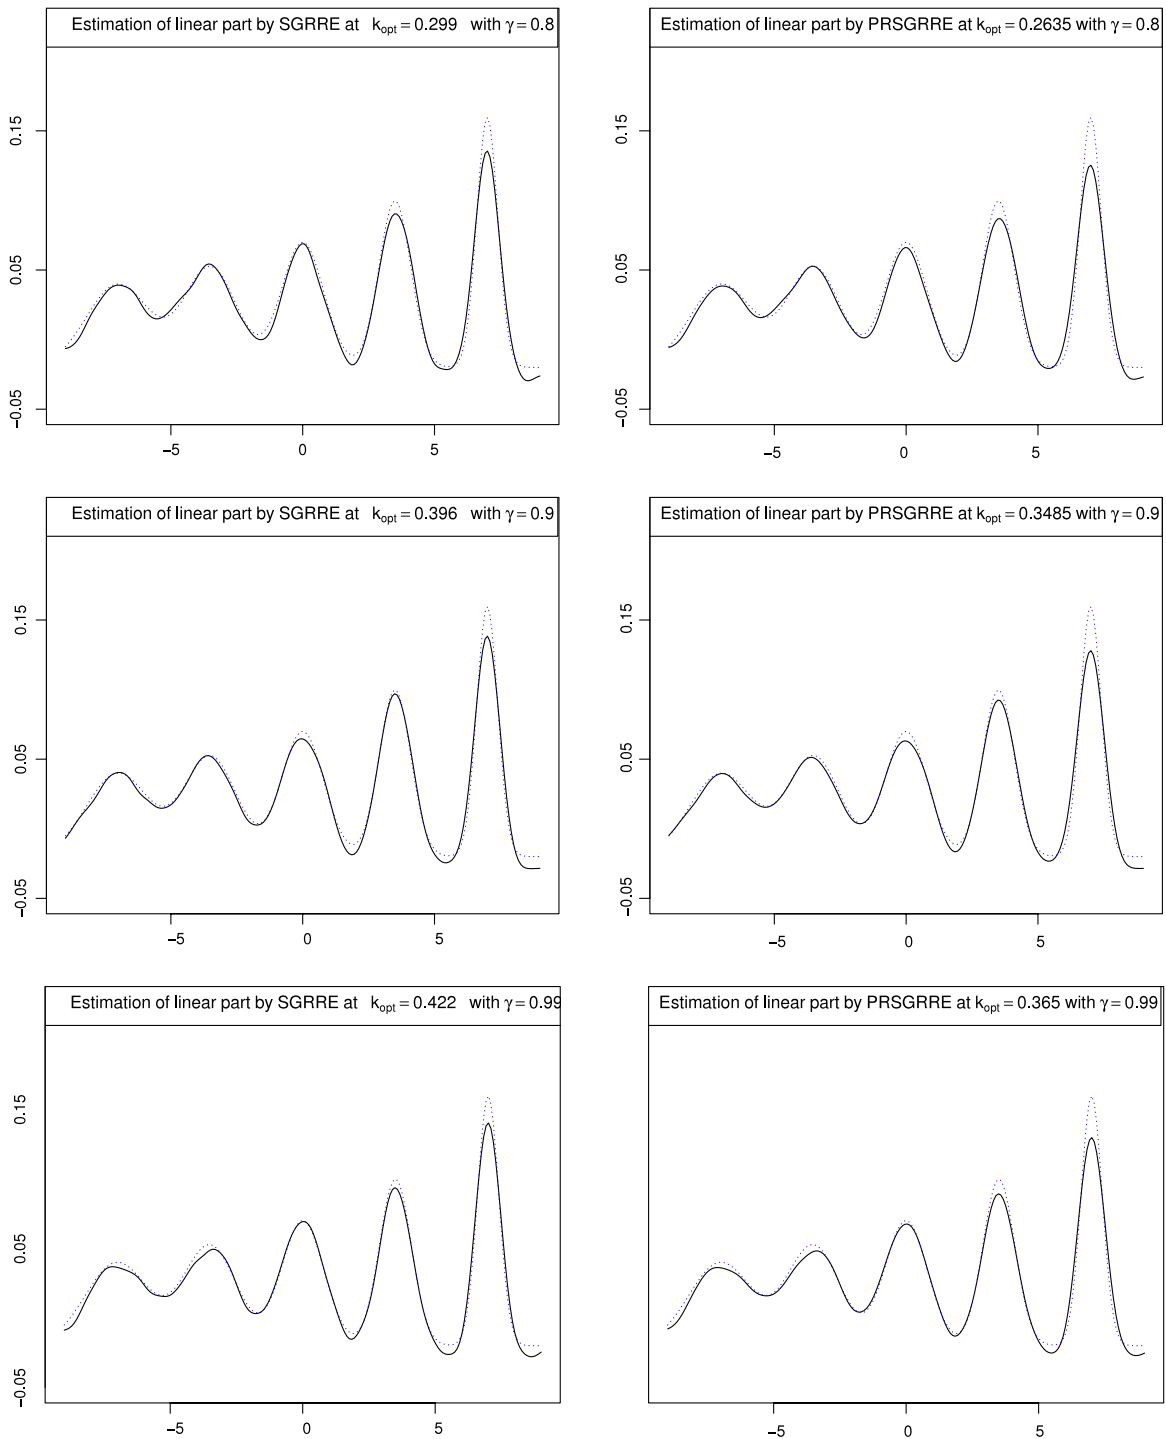 Estimation of linear part by SGRRE at k_opt = 0.299 with γ = 0.8
0.15
0.05
−0.05
−5 0 5
Estimation of linear part by PRSGRRE at k_opt = 0.2635 with γ = 0.8
0.15
0.05
−0.05
−5 0 5
Estimation of linear part by SGRRE at k_opt = 0.396 with γ = 0.9
0.15
0.05
−0.05
−5 0 5
Estimation of linear part by PRSGRRE at k_opt = 0.3485 with γ = 0.9
0.15
0.05
−0.05
−5 0 5
Estimation of linear part by SGRRE at k_opt = 0.422 with γ = 0.99
0.15
0.05
−0.05
−5 0 5
Estimation of linear part by PRSGRRE at k_opt = 0.365 with γ = 0.99
−5 0 5